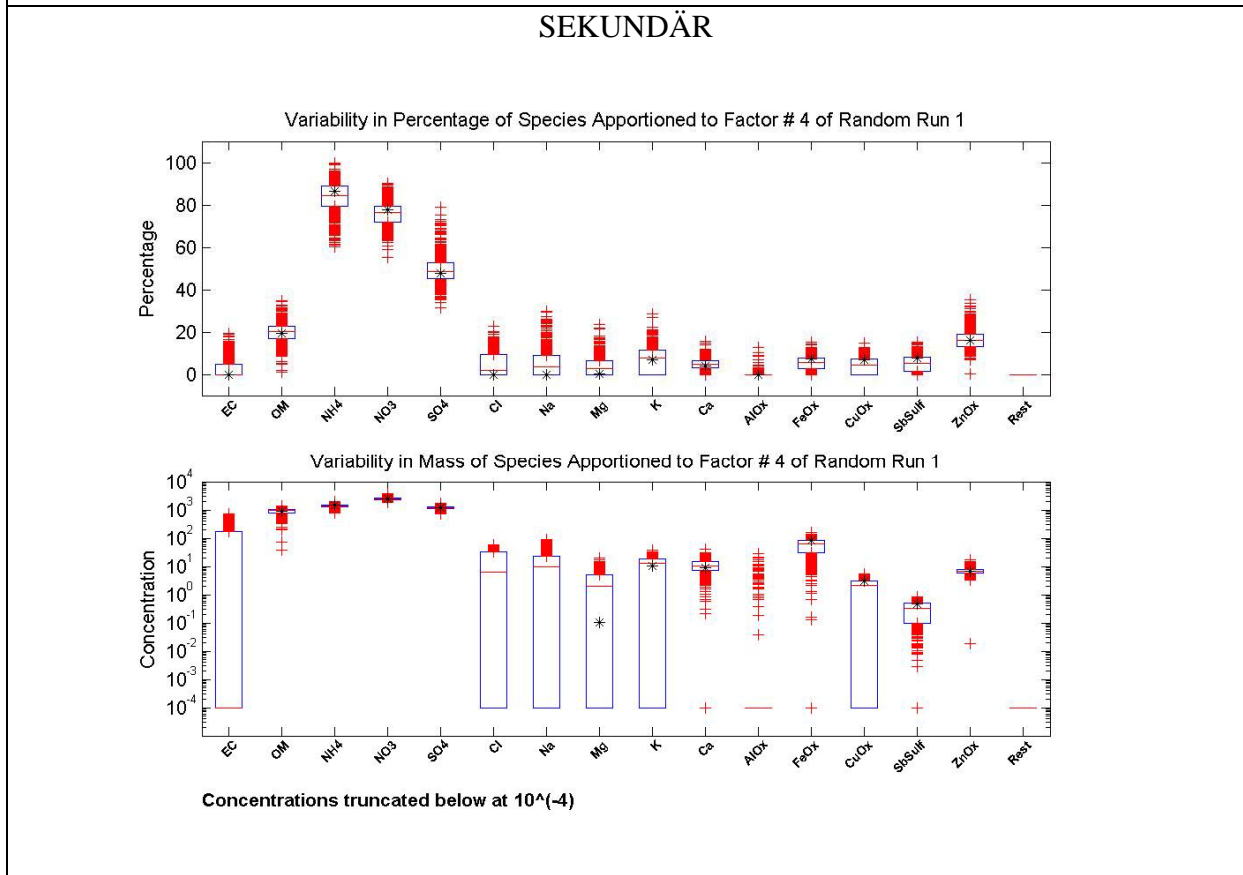 SEKUNDÄR
Variability in Percentage of Species Apportioned to Factor # 4 of Random Run 1
Percentage
100
80
60
40
20
0
EC OM NH4 NO3 SO4 Cl Na Mg K Ca AlOx FeOx CuOx SbSulf ZnOx Rest
Variability in Mass of Species Apportioned to Factor # 4 of Random Run 1
Concentration
10^4
10^3
10^2
10^1
10^0
10^-1
10^-2
10^-3
10^-4
EC OM NH4 NO3 SO4 Cl Na Mg K Ca AlOx FeOx CuOx SbSulf ZnOx Rest
Concentrations truncated below at 10^(-4)